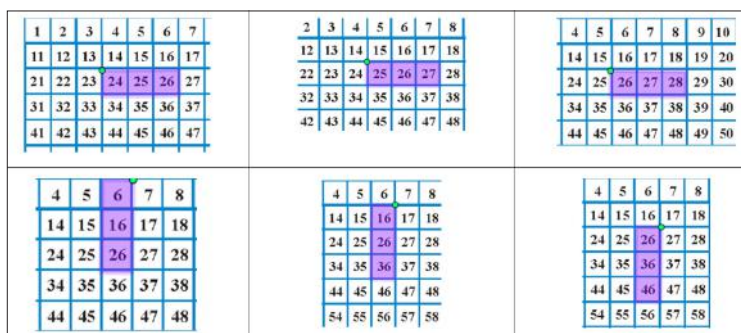 1 2 3 4 5 6 7
11 12 13 14 15 16 17
21 22 23 24 25 26 27
31 32 33 34 35 36 37
41 42 43 44 45 46 47
2 3 4 5 6 7 8
12 13 14 15 16 17 18
22 23 24 25 26 27 28
32 33 34 35 36 37 38
42 43 44 45 46 47 48
4 5 6 7 8 9 10
14 15 16 17 18 19 20
24 25 26 27 28 29 30
34 35 36 37 38 39 40
44 45 46 47 48 49 50
4 5 6 7 8
14 15 16 17 18
24 25 26 27 28
34 35 36 37 38
44 45 46 47 48
4 5 6 7 8
14 15 16 17 18
24 25 26 27 28
34 35 36 37 38
44 45 46 47 48
54 55 56 57 58
4 5 6 7 8
14 15 16 17 18
24 25 26 27 28
34 35 36 37 38
44 45 46 47 48
54 55 56 57 58